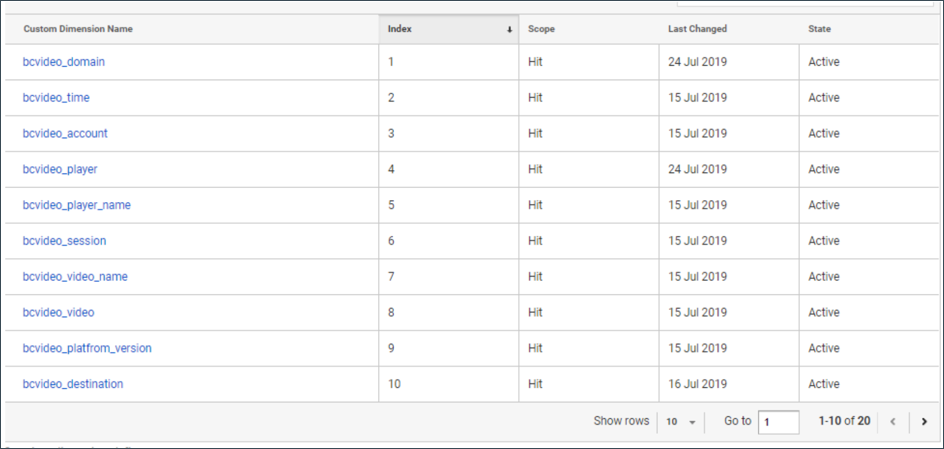 Custom Dimension Name Index Scope Last Changed State
bcvideo_domain 1 Hit 24 Jul 2019 Active
bcvideo_time 2 Hit 15 Jul 2019 Active
bcvideo_account 3 Hit 15 Jul 2019 Active
bcvideo_player 4 Hit 24 Jul 2019 Active
bcvideo_player_name 5 Hit 15 Jul 2019 Active
bcvideo_session 6 Hit 15 Jul 2019 Active
bcvideo_video_name 7 Hit 15 Jul 2019 Active
bcvideo_video 8 Hit 15 Jul 2019 Active
bcvideo_platfrom_version 9 Hit 15 Jul 2019 Active
bcvideo_destination 10 Hit 16 Jul 2019 Active
Show rows 10 Go to 1 1-10 of 20